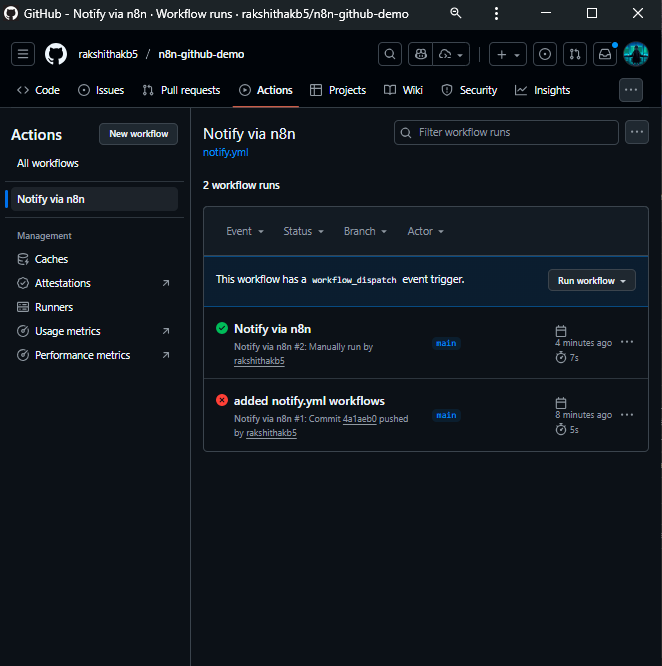 GitHub - Notify via n8n · Workflow runs · rakshithakb5/n8n-github-demo
rakshithakb5 / n8n-github-demo
Code Issues Pull requests Actions Projects Wiki Security Insights
Actions
New workflow
All workflows
Notify via n8n
Management
Caches
Attestations
Runners
Usage metrics
Performance metrics
Notify via n8n
notify.yml
Filter workflow runs
2 workflow runs
Event Status Branch Actor
This workflow has a workflow_dispatch event trigger.
Run workflow
Notify via n8n
Notify via n8n #2: Manually run by
rakshithakb5
main
4 minutes ago
7s
added notify.yml workflows
Notify via n8n #1: Commit 4a1aeb0 pushed
by rakshithakb5
main
8 minutes ago
5s